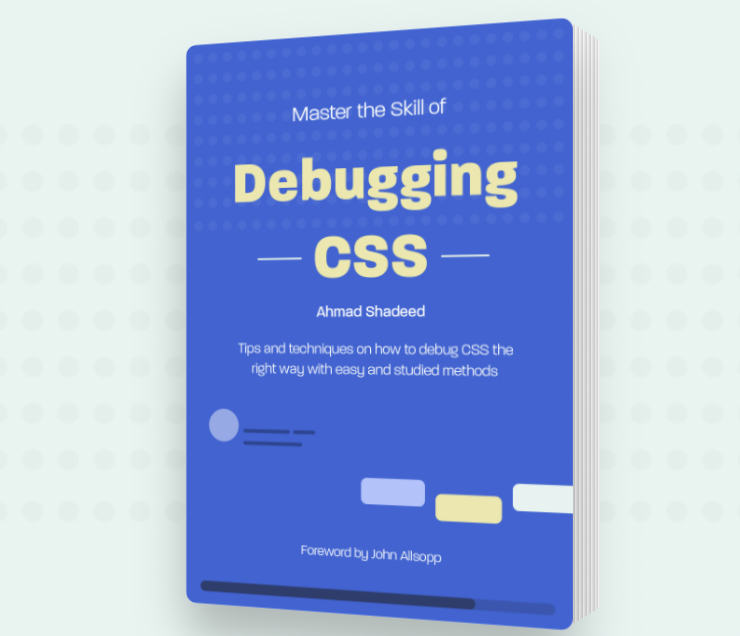 Master the Skill of
Debugging
CSS
Ahmad Shadeed
Tips and techniques on how to debug CSS the
right way with easy and studied methods
Foreword by John Allsopp